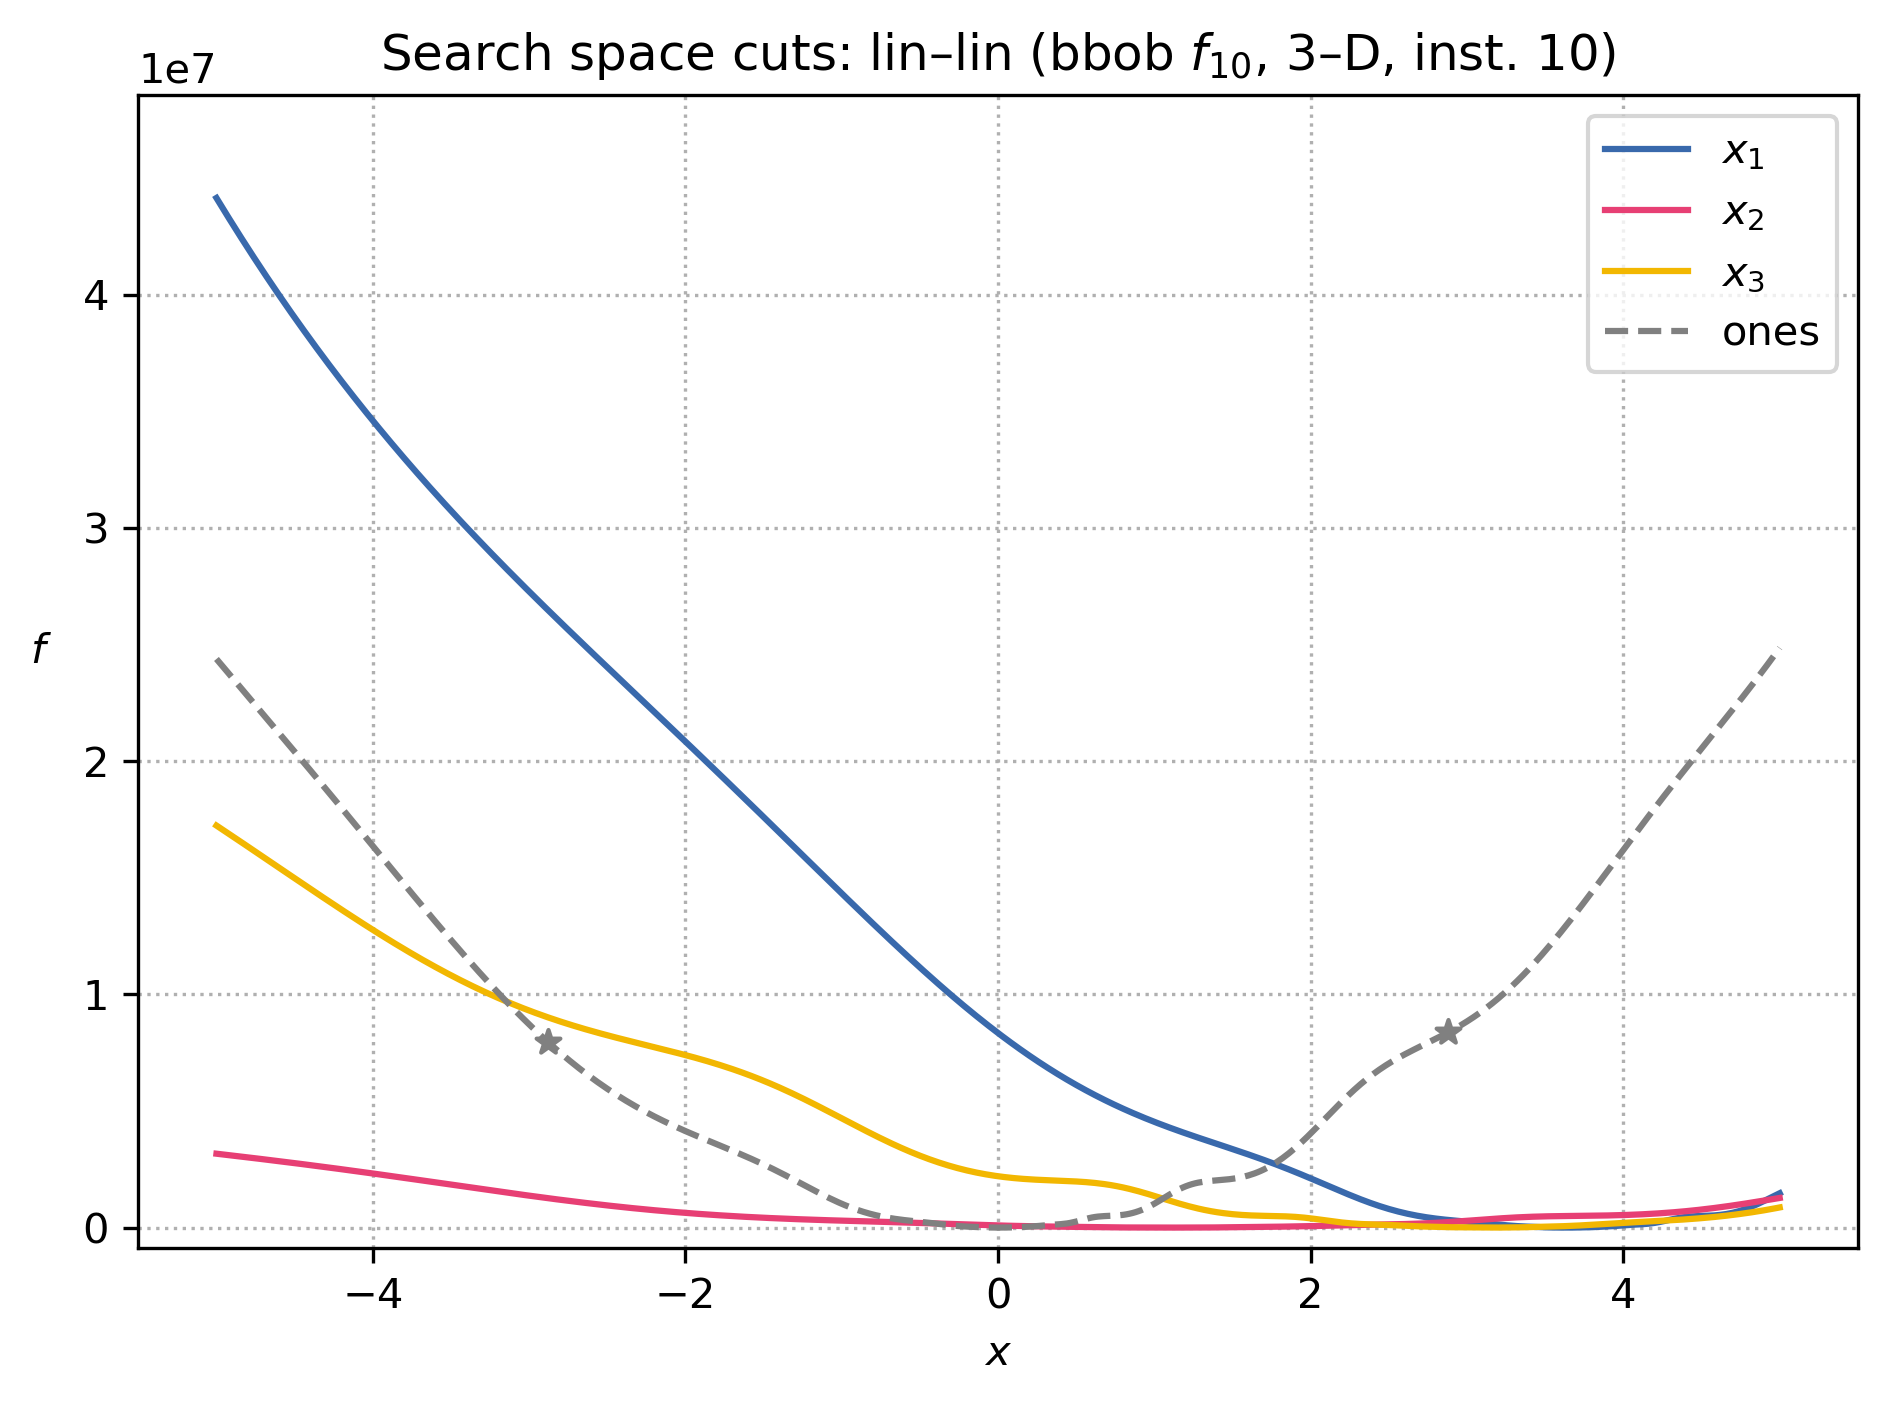 Search space cuts: lin–lin (bbob f₁₀, 3–D, inst. 10)
1e7
x₁
x₂
x₃
ones
4
3
2
1
0
f
−4 −2 0 2 4
x